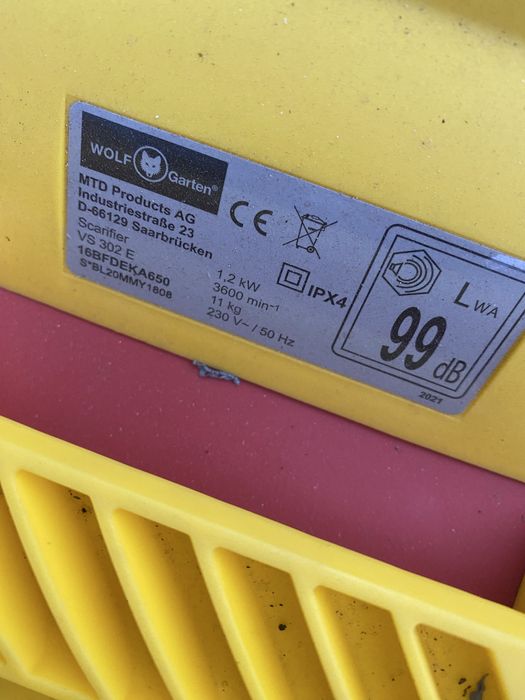 WOLF Garten®
MTD Products AG
Industriestraße 23
D-66129 Saarbrücken
Scarifier
VS 302 E
16BFDEKA650
S*BL20MMY1808
CE
1,2 kW
3600 min⁻¹
11 kg
230 V~ / 50 Hz
IPX4
LWA
99 dB
2021